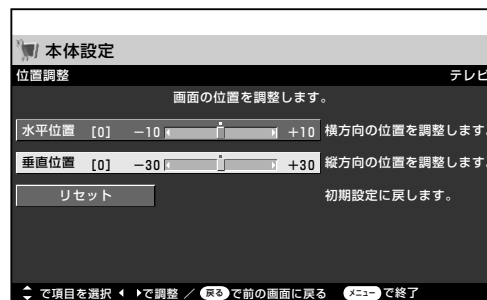 本体設定
位置調整 テレビ
画面の位置を調整します。
水平位置 [0] −10 +10 横方向の位置を調整します。
垂直位置 [0] −30 +30 縦方向の位置を調整します。
リセット 初期設定に戻します。
で項目を選択 で調整 / 戻る で前の画面に戻る メニュー で終了